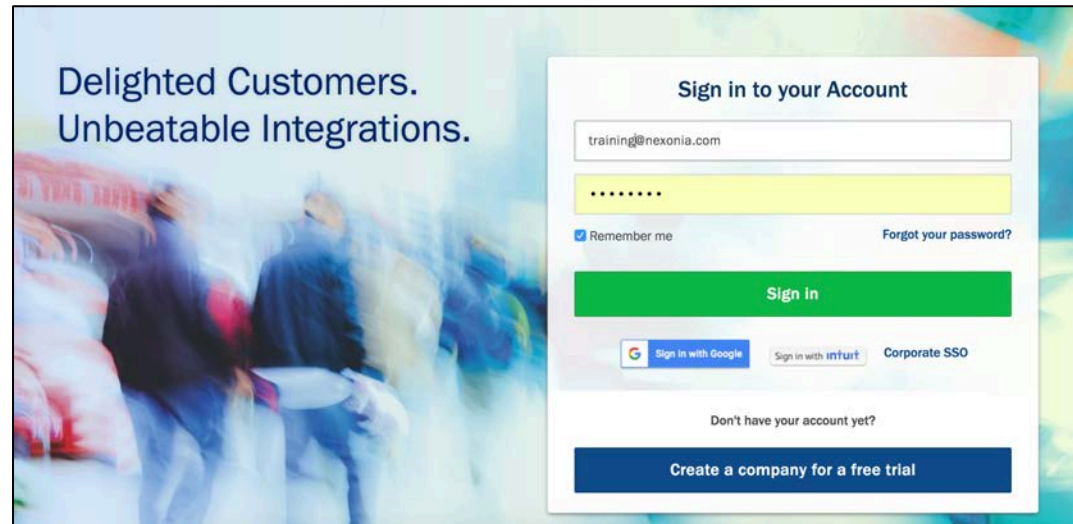 Delighted Customers.
Unbeatable Integrations.
Sign in to your Account
training@nexonia.com
••••••••
Remember me
Forgot your password?
Sign in
G Sign in with Google
Sign in with intuit
Corporate SSO
Don't have your account yet?
Create a company for a free trial